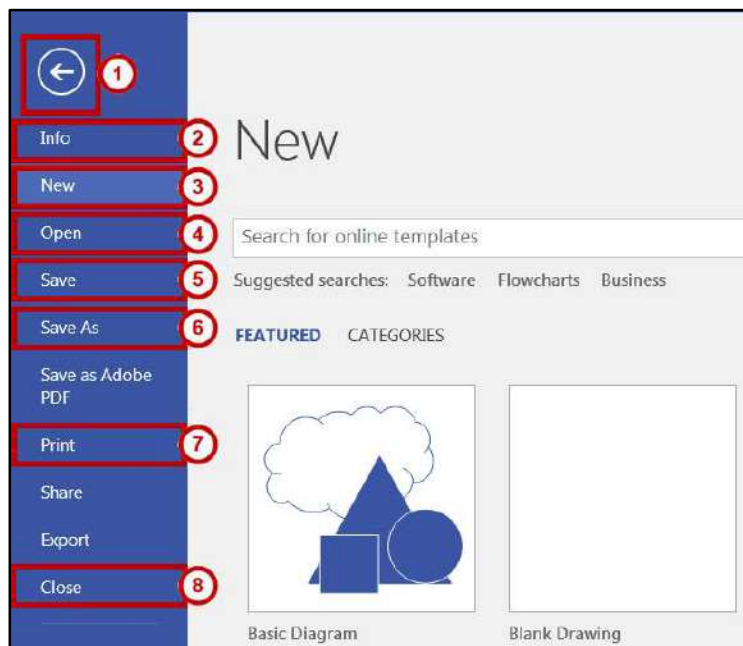 1
Info 2
New 3
Open 4
Save 5
Save As 6
Save as Adobe
PDF
Print 7
Share
Export
Close 8
New
Search for online templates
Suggested searches: Software Flowcharts Business
FEATURED CATEGORIES
Basic Diagram Blank Drawing